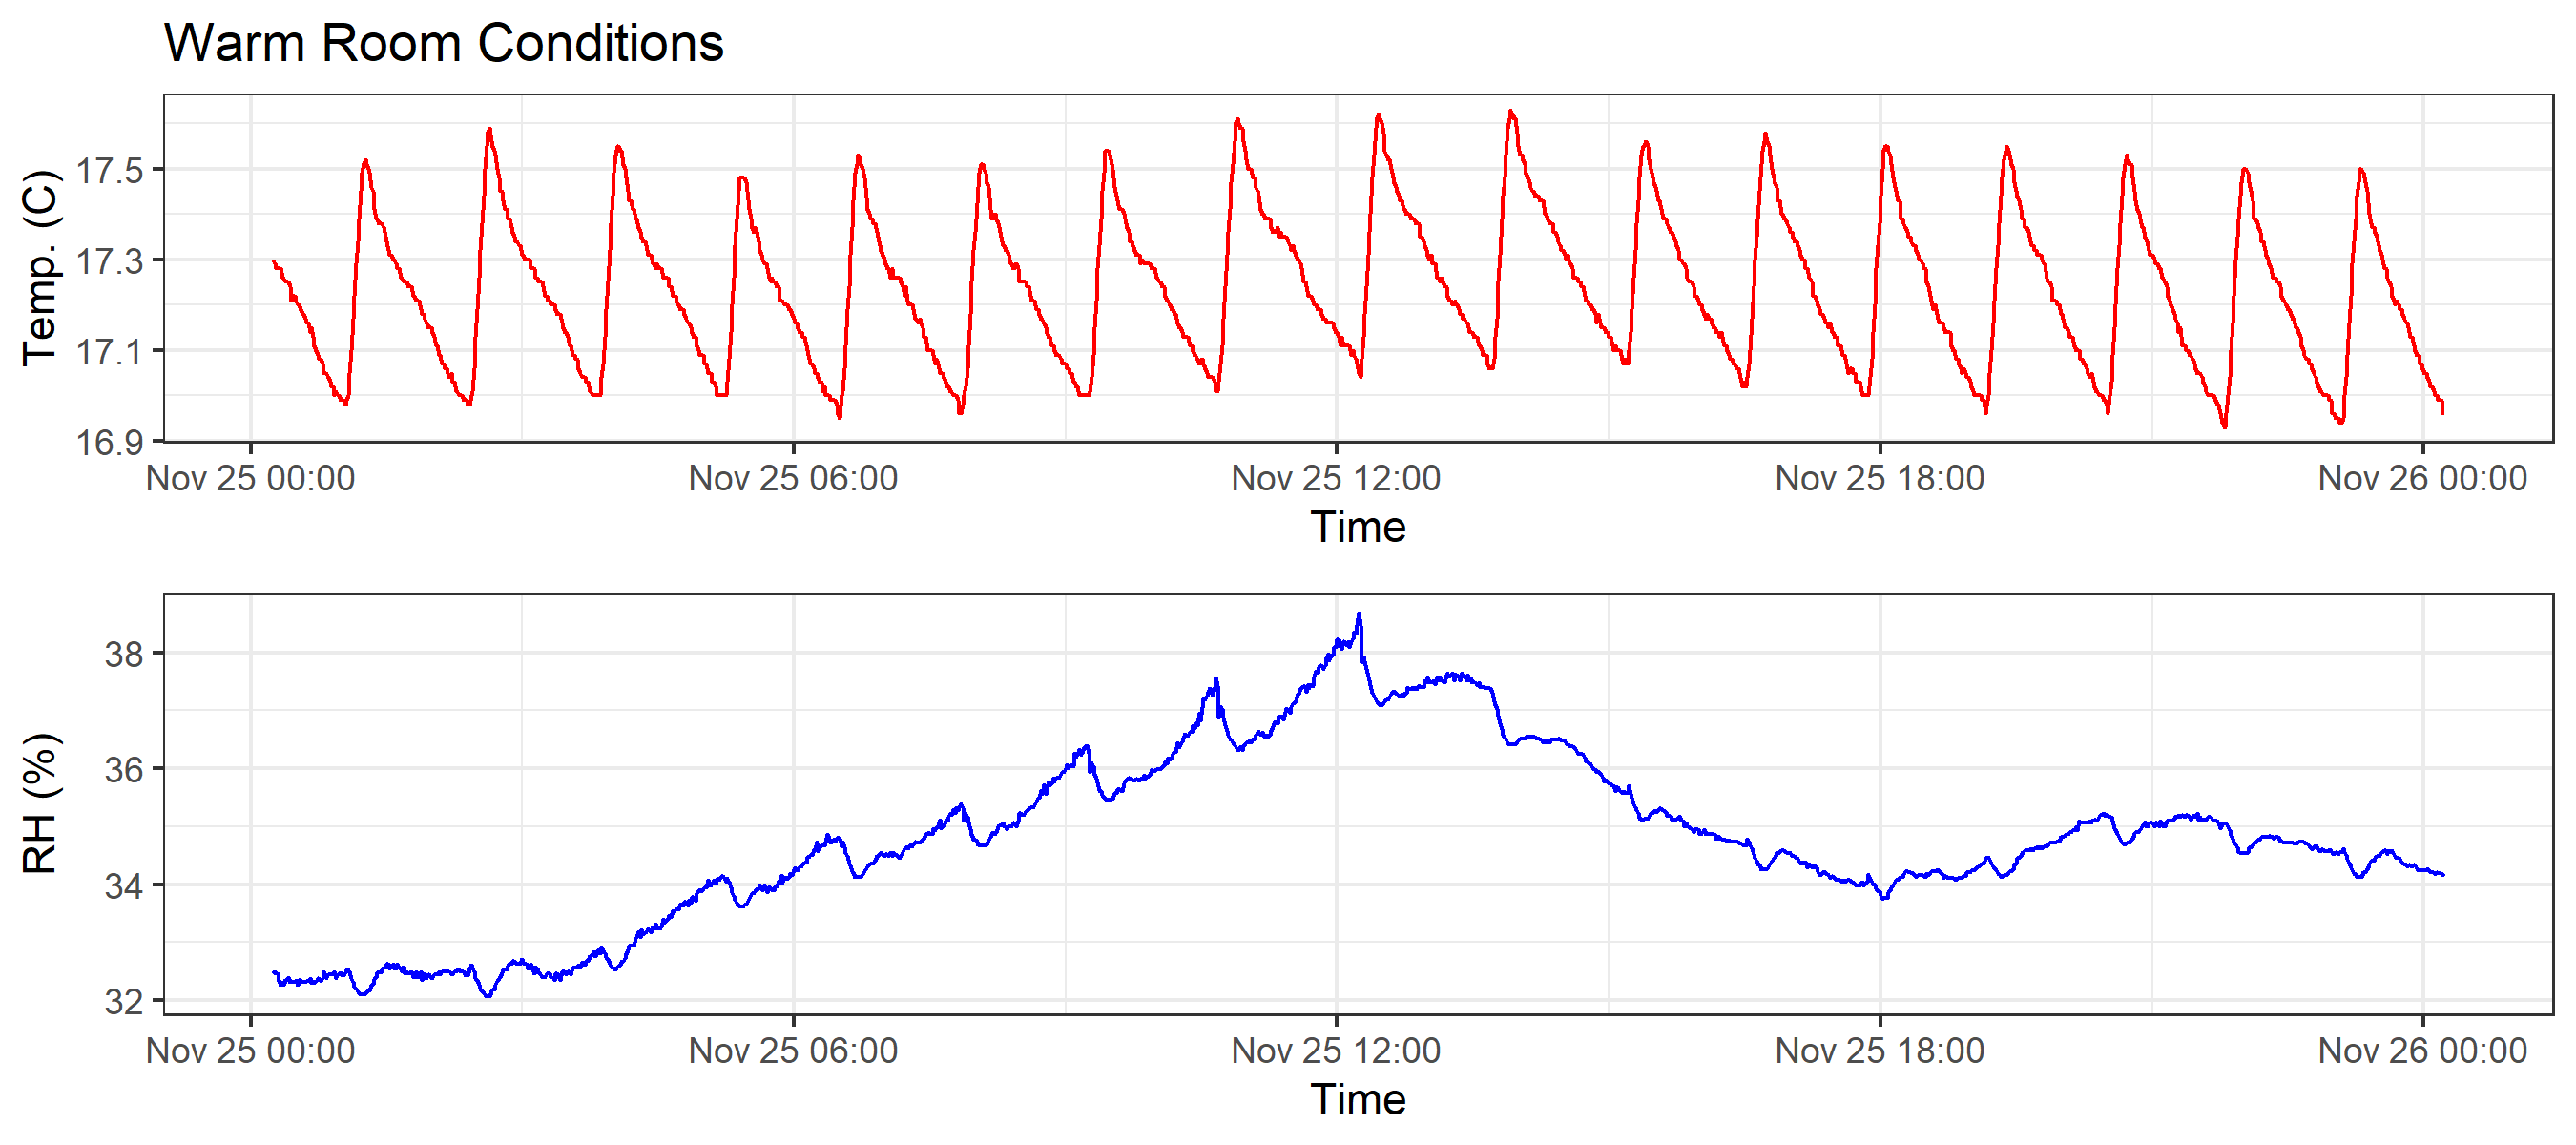 Warm Room Conditions
Temp. (C)
17.5
17.3
17.1
16.9
Nov 25 00:00 Nov 25 06:00 Nov 25 12:00 Nov 25 18:00 Nov 26 00:00
Time
RH (%)
38
36
34
32
Nov 25 00:00 Nov 25 06:00 Nov 25 12:00 Nov 25 18:00 Nov 26 00:00
Time